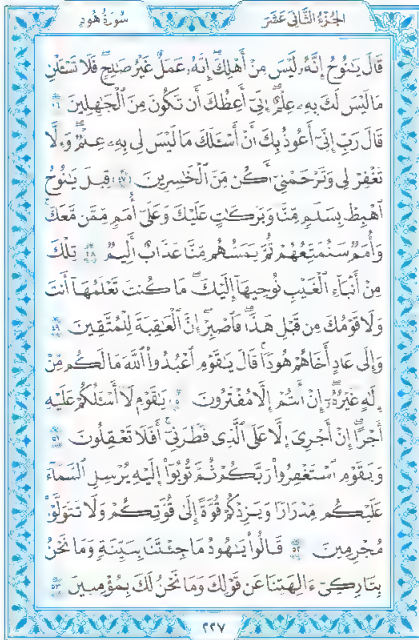 الجزء الثاني عشر
سورة هود
قَالَ يَٰنُوحُ إِنَّهُۥ لَيْسَ مِنْ أَهْلِكَ ۖ إِنَّهُۥ عَمَلٌ غَيْرُ صَٰلِحٍ ۖ فَلَا تَسْـَٔلْنِ
مَا لَيْسَ لَكَ بِهِۦ عِلْمٌ ۖ إِنِّىٓ أَعِظُكَ أَن تَكُونَ مِنَ ٱلْجَٰهِلِينَ ٤٦
قَالَ رَبِّ إِنِّىٓ أَعُوذُ بِكَ أَنْ أَسْـَٔلَكَ مَا لَيْسَ لِى بِهِۦ عِلْمٌ ۖ وَإِلَّا
تَغْفِرْ لِى وَتَرْحَمْنِىٓ أَكُن مِّنَ ٱلْخَٰسِرِينَ ٤٧ قِيلَ يَٰنُوحُ
ٱهْبِطْ بِسَلَٰمٍ مِّنَّا وَبَرَكَٰتٍ عَلَيْكَ وَعَلَىٰٓ أُمَمٍ مِّمَّن مَّعَكَ ۚ
وَأُمَمٌ سَنُمَتِّعُهُمْ ثُمَّ يَمَسُّهُم مِّنَّا عَذَابٌ أَلِيمٌ ٤٨ تِلْكَ
مِنْ أَنۢبَآءِ ٱلْغَيْبِ نُوحِيهَآ إِلَيْكَ ۖ مَا كُنتَ تَعْلَمُهَآ أَنتَ
وَلَا قَوْمُكَ مِن قَبْلِ هَٰذَا ۖ فَٱصْبِرْ ۖ إِنَّ ٱلْعَٰقِبَةَ لِلْمُتَّقِينَ ٤٩
وَإِلَىٰ عَادٍ أَخَاهُمْ هُودًا ۚ قَالَ يَٰقَوْمِ ٱعْبُدُوا۟ ٱللَّهَ مَا لَكُم مِّنْ
إِلَٰهٍ غَيْرُهُۥٓ ۖ إِنْ أَنتُمْ إِلَّا مُفْتَرُونَ ٥٠ يَٰقَوْمِ لَآ أَسْـَٔلُكُمْ عَلَيْهِ
أَجْرًا ۖ إِنْ أَجْرِىَ إِلَّا عَلَى ٱلَّذِى فَطَرَنِىٓ ۚ أَفَلَا تَعْقِلُونَ ٥١
وَيَٰقَوْمِ ٱسْتَغْفِرُوا۟ رَبَّكُمْ ثُمَّ تُوبُوٓا۟ إِلَيْهِ يُرْسِلِ ٱلسَّمَآءَ
عَلَيْكُم مِّدْرَارًا وَيَزِدْكُمْ قُوَّةً إِلَىٰ قُوَّتِكُمْ وَلَا تَتَوَلَّوْا۟
مُجْرِمِينَ ٥٢ قَالُوا۟ يَٰهُودُ مَا جِئْتَنَا بِبَيِّنَةٍ وَمَا نَحْنُ
بِتَارِكِىٓ ءَالِهَتِنَا عَن قَوْلِكَ وَمَا نَحْنُ لَكَ بِمُؤْمِنِينَ ٥٣
٢٢٧